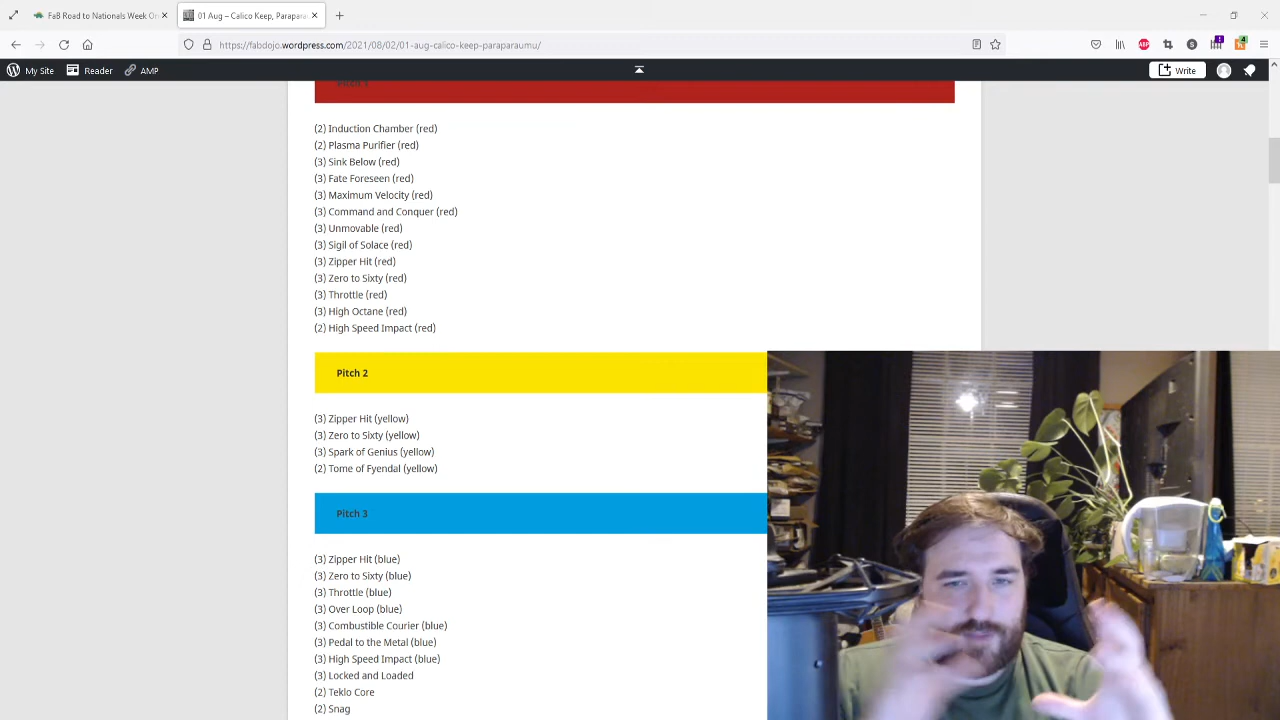 FaB Road to Nationals Week On
01 Aug – Calico Keep, Parapara
https://fabdojo.wordpress.com/2021/08/02/01-aug-calico-keep-paraparaumu/
My Site
Reader
AMP
Write
(2) Induction Chamber (red)
(2) Plasma Purifier (red)
(3) Sink Below (red)
(3) Fate Foreseen (red)
(3) Maximum Velocity (red)
(3) Command and Conquer (red)
(3) Unmovable (red)
(3) Sigil of Solace (red)
(3) Zipper Hit (red)
(3) Zero to Sixty (red)
(3) Throttle (red)
(3) High Octane (red)
(2) High Speed Impact (red)
Pitch 2
(3) Zipper Hit (yellow)
(3) Zero to Sixty (yellow)
(3) Spark of Genius (yellow)
(2) Tome of Fyendal (yellow)
Pitch 3
(3) Zipper Hit (blue)
(3) Zero to Sixty (blue)
(3) Throttle (blue)
(3) Over Loop (blue)
(3) Combustible Courier (blue)
(3) Pedal to the Metal (blue)
(3) High Speed Impact (blue)
(3) Locked and Loaded
(2) Teklo Core
(2) Snag